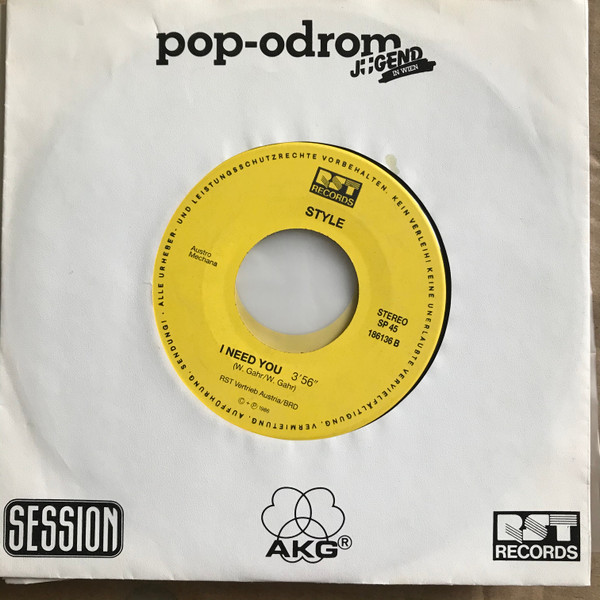 pop-odrom
JUGEND
IN WIEN
ALLE URHEBER- UND LEISTUNGSSCHUTZRECHTE VORBEHALTEN. KEIN VERLEIH! KEINE UNERLAUBTE VERVIELFÄLTIGUNG, VERMIETUNG, AUFFÜHRUNG, SENDUNG! -
RST
RECORDS
STYLE
Austro
Mechana
STEREO
SP 45
186136 B
I NEED YOU 3'56"
(W. Gahr/W. Gahr)
RST Vertrieb Austria/BRD
© + ℗ 1986
SESSION
AKG®
RST
RECORDS